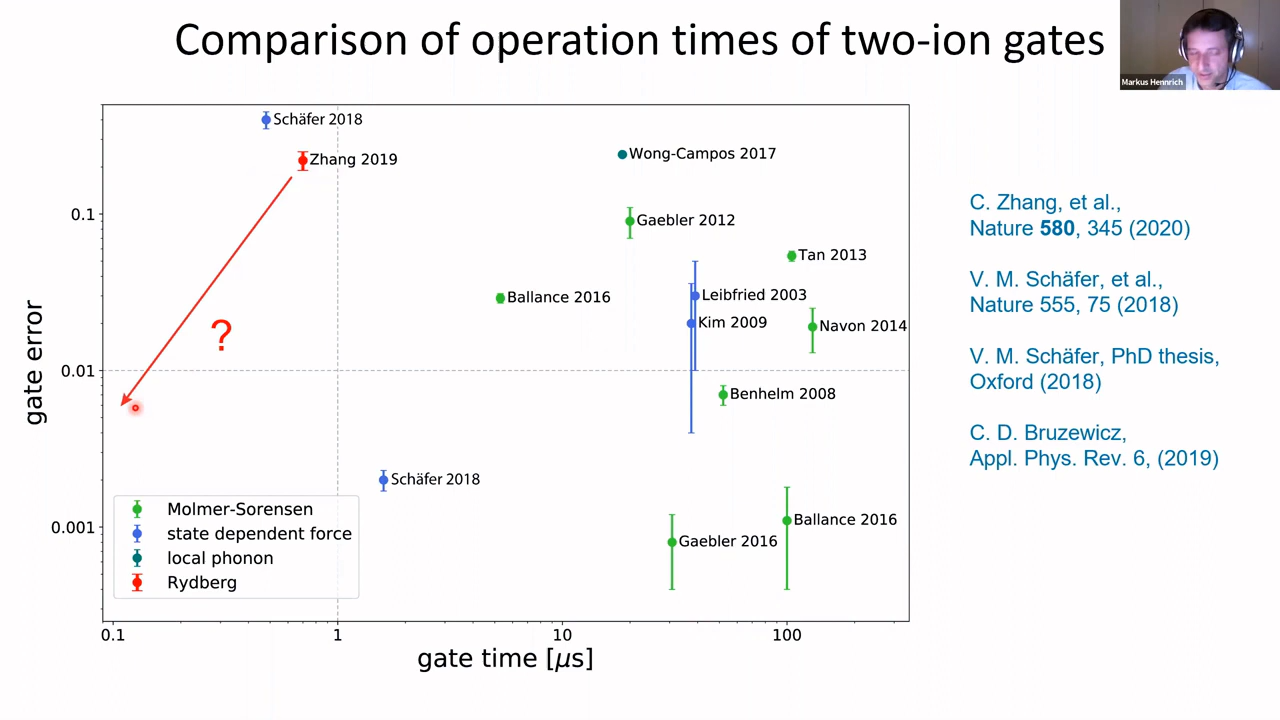 Comparison of operation times of two-ion gates
Markus Hennrich
Schäfer 2018
Zhang 2019
Wong-Campos 2017
Gaebler 2012
Tan 2013
Ballance 2016
Leibfried 2003
Kim 2009
Navon 2014
?
Benhelm 2008
Schäfer 2018
Ballance 2016
Gaebler 2016
0.1
0.01
0.001
gate error
Molmer-Sorensen
state dependent force
local phonon
Rydberg
0.1
1
10
100
gate time [μs]
C. Zhang, et al.,
Nature 580, 345 (2020)
V. M. Schäfer, et al.,
Nature 555, 75 (2018)
V. M. Schäfer, PhD thesis,
Oxford (2018)
C. D. Bruzewicz,
Appl. Phys. Rev. 6, (2019)